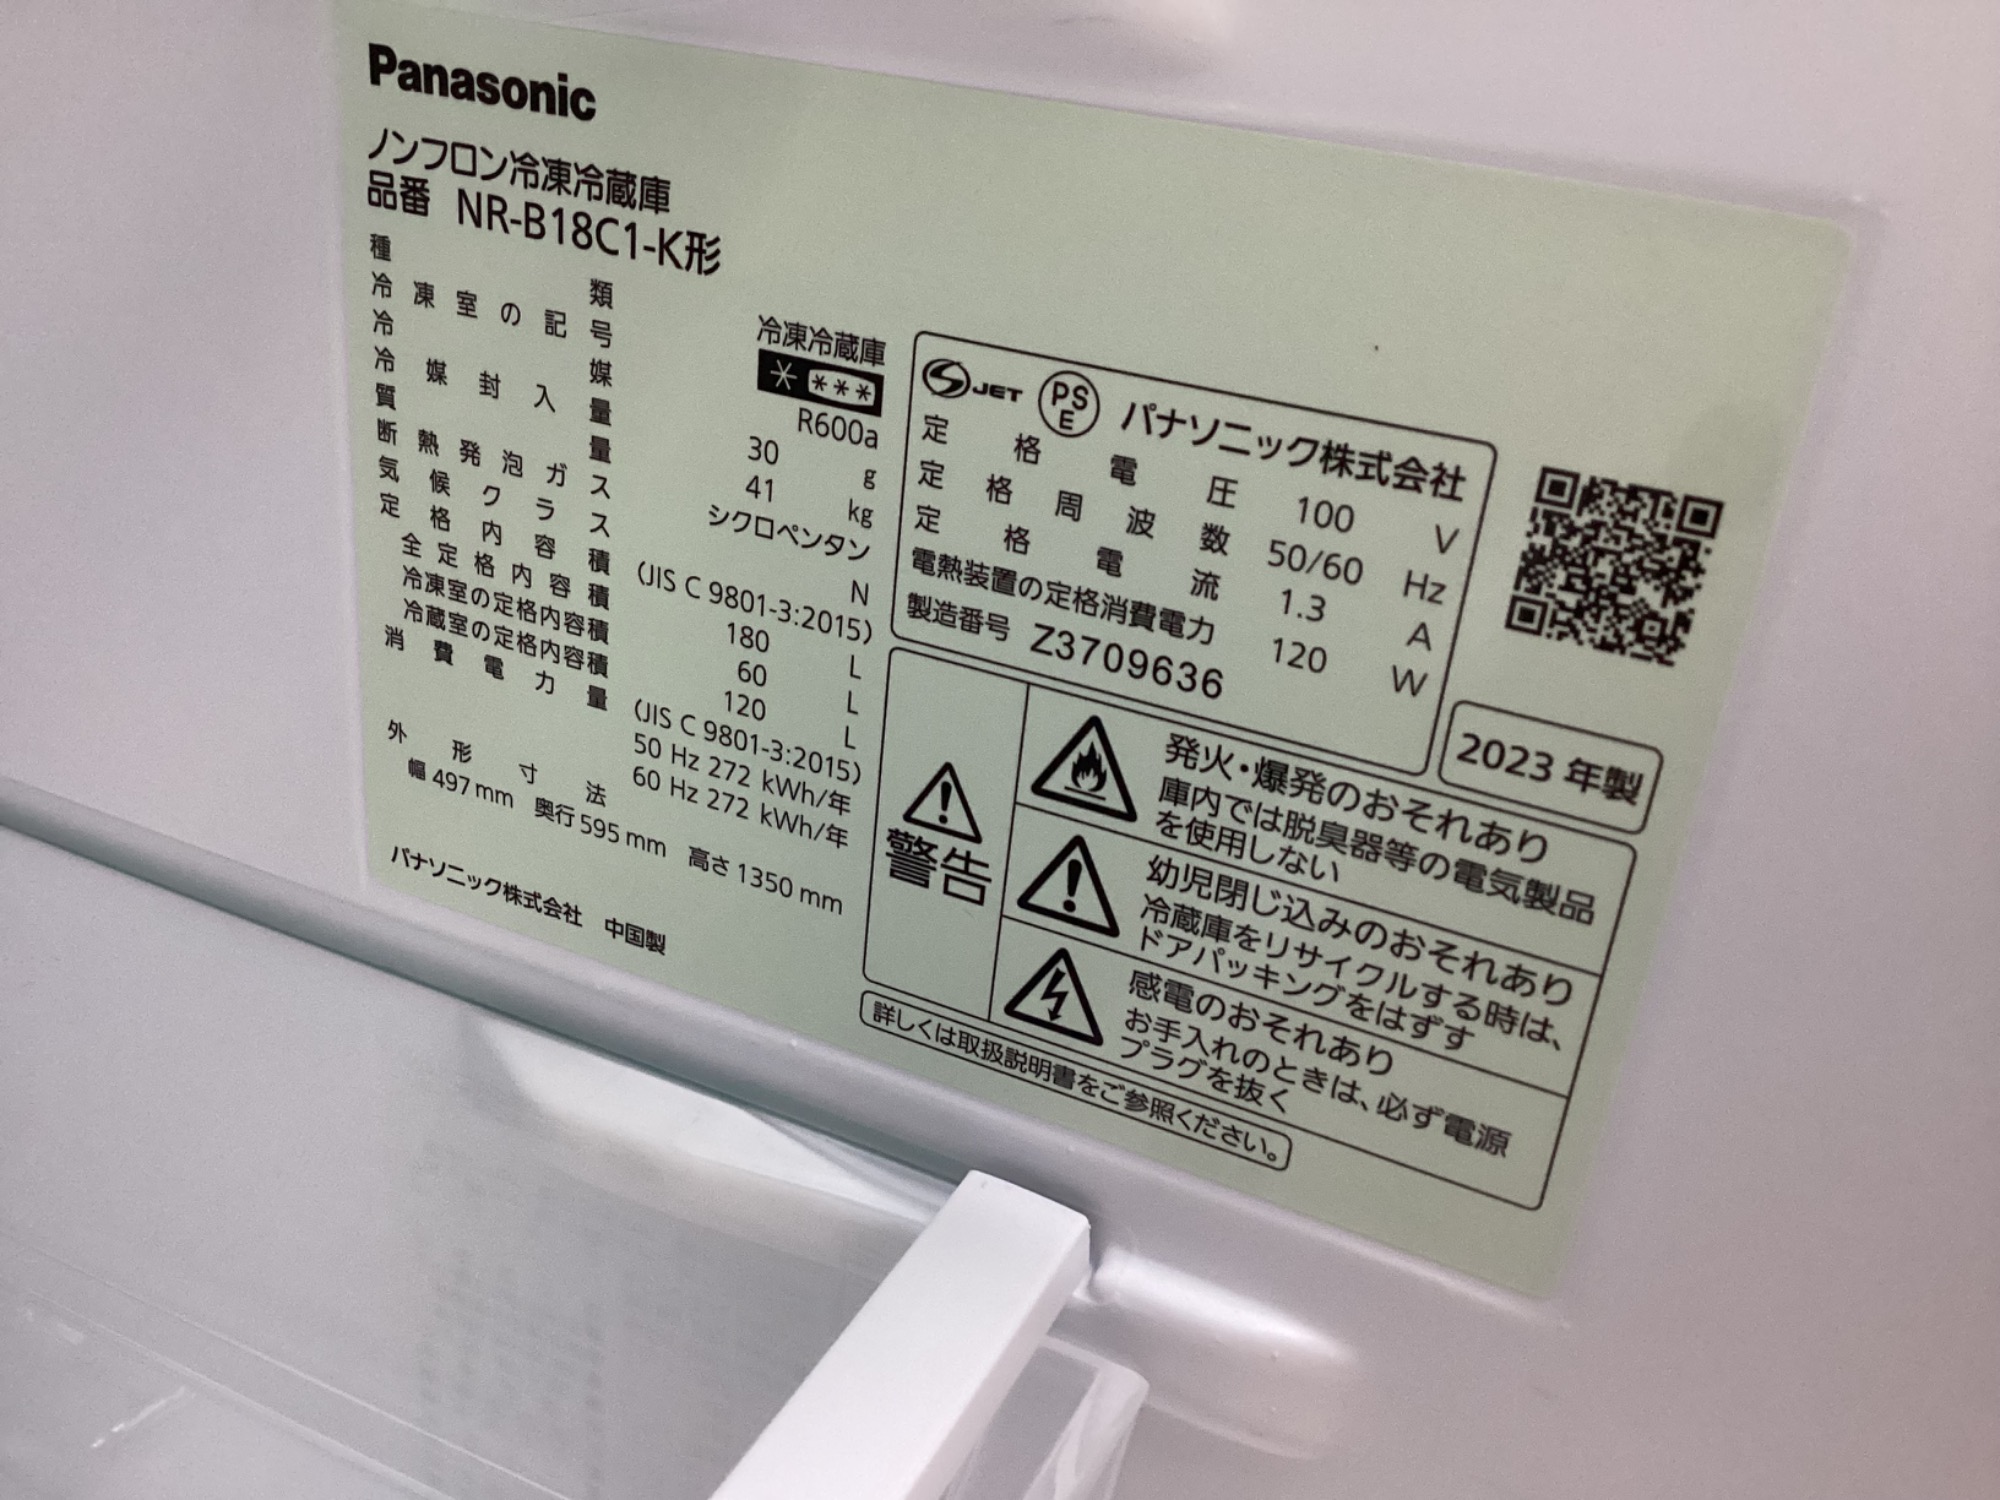 Panasonic
ノンフロン冷凍冷蔵庫
品番 NR-B18C1-K形
種類 冷凍冷蔵庫
冷凍室の記号 * ***
冷媒 R600a
冷媒封入量 30 g
質量 41 kg
断熱発泡ガス シクロペンタン
気候クラス N
定格内容積 (JIS C 9801-3:2015)
全定格内容積 180 L
冷凍室の定格内容積 60 L
冷蔵室の定格内容積 120 L
消費電力量 (JIS C 9801-3:2015)
50 Hz 272 kWh/年
60 Hz 272 kWh/年
外形寸法
幅 497 mm 奥行 595 mm 高さ 1350 mm
パナソニック株式会社 中国製
JET PSE パナソニック株式会社
定格電圧 100 V
定格周波数 50/60 Hz
定格電流 1.3 A
電熱装置の定格消費電力 120 W
製造番号 Z3709636
2023 年製
警告
発火・爆発のおそれあり
庫内では脱臭器等の電気製品
を使用しない
幼児閉じ込みのおそれあり
冷蔵庫をリサイクルする時は、
ドアパッキングをはずす
感電のおそれあり
お手入れのときは、必ず電源
プラグを抜く
詳しくは取扱説明書をご参照ください。